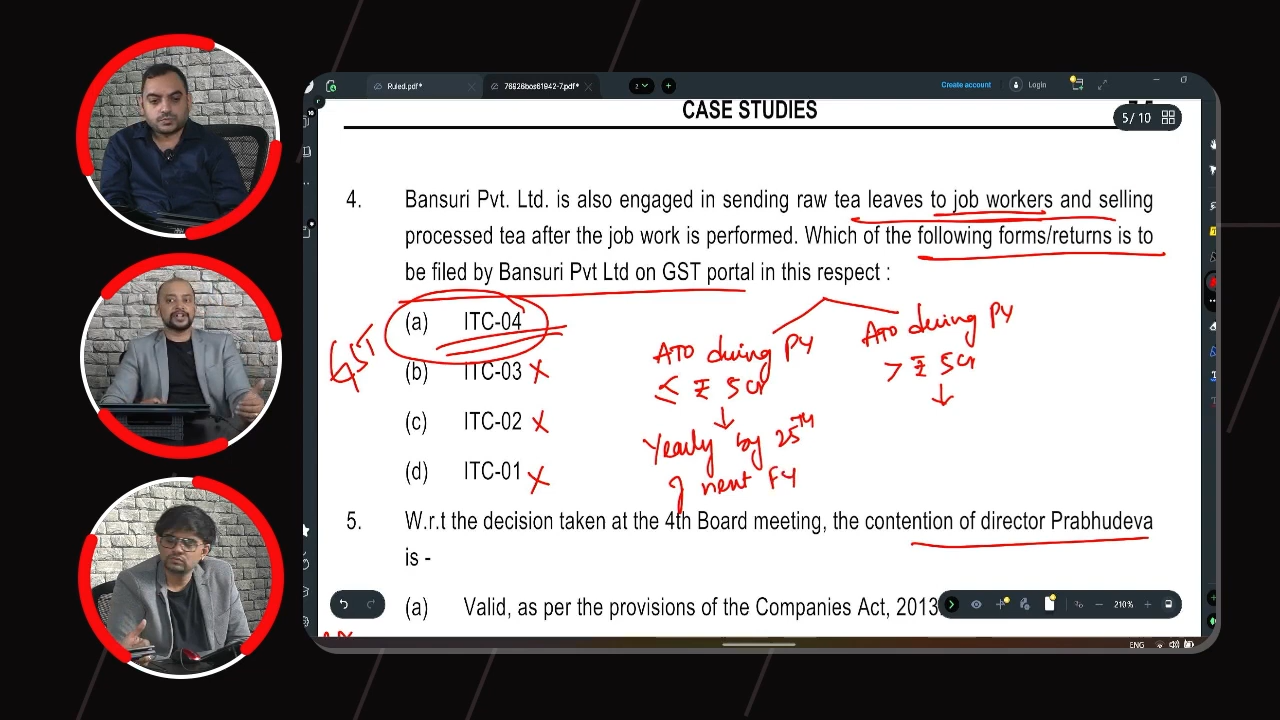 Ruled.pdf*
76926bos61942-7.pdf*
2
Create account
Login
CASE STUDIES
5 / 10
4. Bansuri Pvt. Ltd. is also engaged in sending raw tea leaves to job workers and selling
processed tea after the job work is performed. Which of the following forms/returns is to
be filed by Bansuri Pvt Ltd on GST portal in this respect :
GST
(a) ITC-04
(b) ITC-03 X
(c) ITC-02 X
(d) ITC-01 X
ATO during PY
≤ ₹ 5 Cr
↓
Yearly by 25TH
of next FY
ATO during PY
> ₹ 5 Cr
↓
5. W.r.t the decision taken at the 4th Board meeting, the contention of director Prabhudeva
is -
(a) Valid, as per the provisions of the Companies Act, 2013
210%
ENG